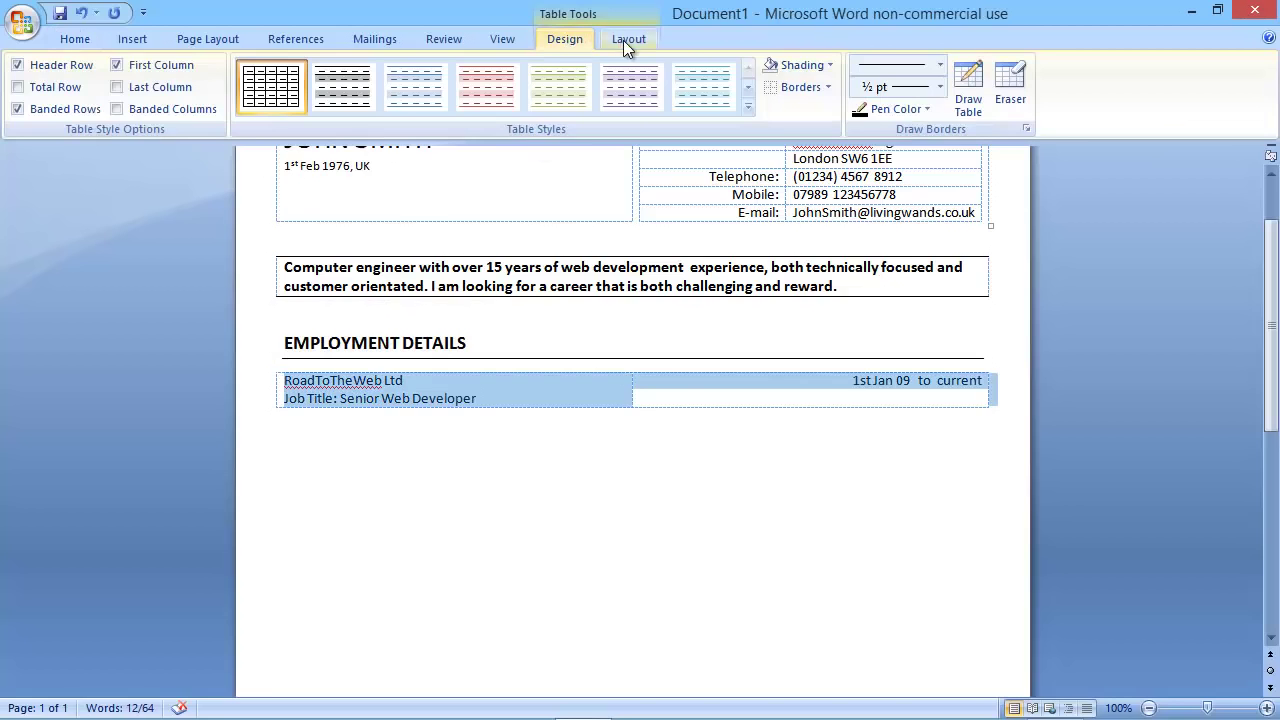 Table Tools
Document1 - Microsoft Word non-commercial use
Home Insert Page Layout References Mailings Review View Design Layout
Header Row First Column
Total Row Last Column
Banded Rows Banded Columns
Table Style Options
Table Styles
Shading
Borders
½ pt
Pen Color
Draw Table
Eraser
Draw Borders
1st Feb 1976, UK
London SW6 1EE
Telephone: (01234) 4567 8912
Mobile: 07989 123456778
E-mail: JohnSmith@livingwands.co.uk
Computer engineer with over 15 years of web development experience, both technically focused and
customer orientated. I am looking for a career that is both challenging and reward.
EMPLOYMENT DETAILS
RoadToTheWeb Ltd 1st Jan 09 to current
Job Title: Senior Web Developer
Page: 1 of 1 Words: 12/64 100%